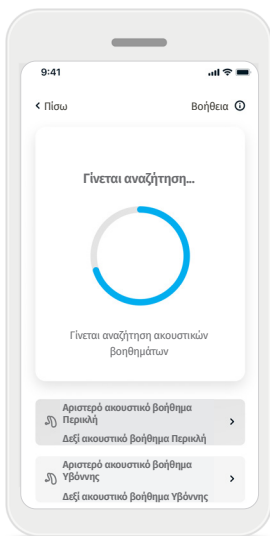 9:41
Πίσω
Βοήθεια
Γίνεται αναζήτηση...
Γίνεται αναζήτηση ακουστικών
βοηθημάτων
Αριστερό ακουστικό βοήθημα
Περικλή
Δεξί ακουστικό βοήθημα Περικλή
Αριστερό ακουστικό βοήθημα
Υβόννης
Δεξί ακουστικό βοήθημα Υβόννης